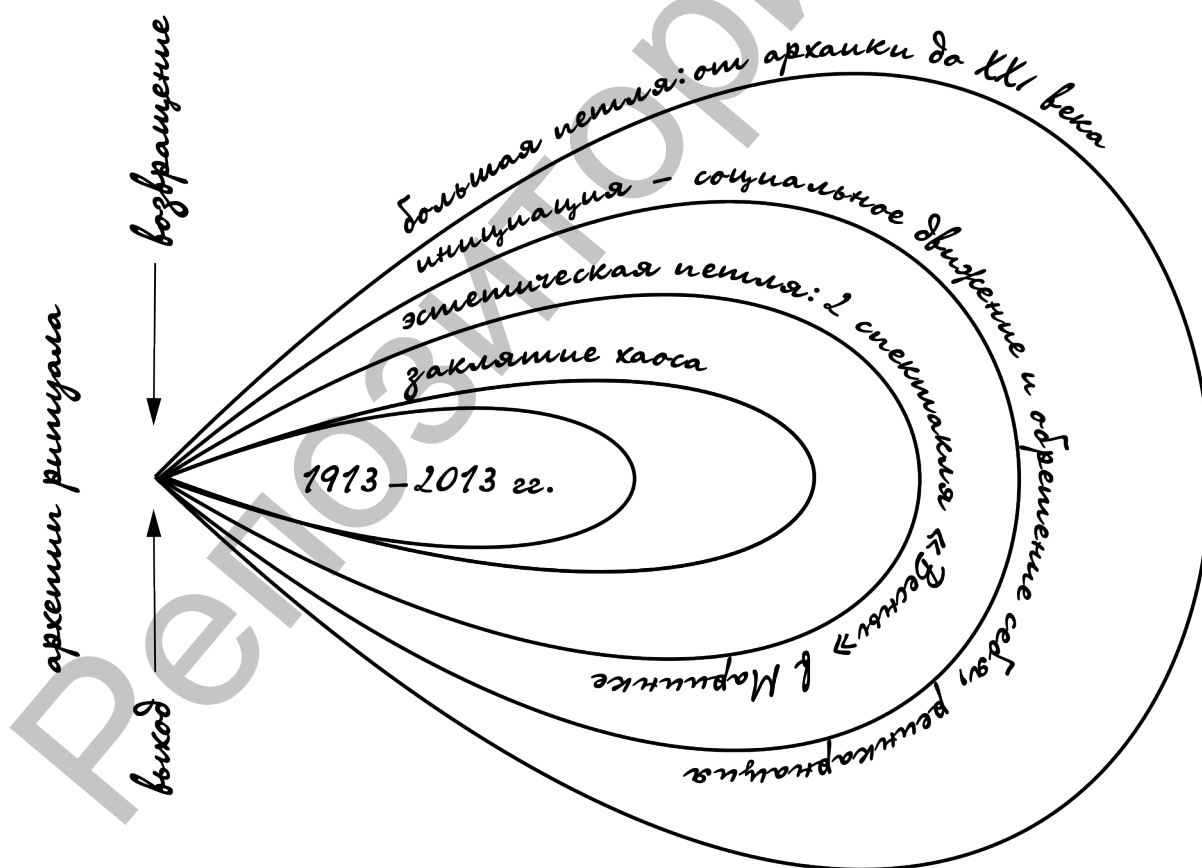 большая петля: от архаики до XXI века
инициация – социальное движение и обретение себя, реинкарнация
эстетическая петля: 2 спектакля «Весны» в Мариинке
заклятие хаоса
1913–2013 гг.
возвращение
архетип ритуала
выход
Репозитори